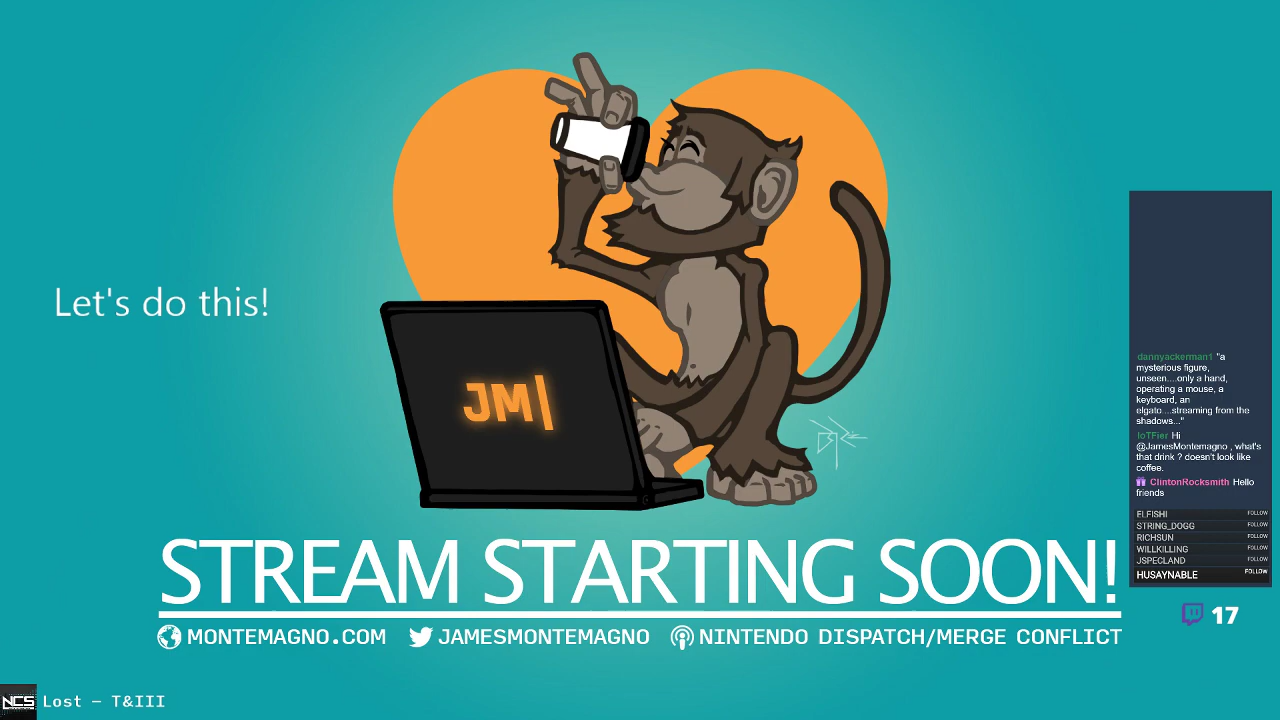 Let's do this!
JM|
dannyackerman1 "a
mysterious figure,
unseen....only a hand,
operating a mouse, a
keyboard, an
elgato....streaming from the
shadows..."
IoTFier Hi
@JamesMontemagno , what's
that drink ? doesn't look like
coffee.
ClintonRocksmith Hello
friends
ELFISHI FOLLOW
STRING_DOGG FOLLOW
RICHSUN FOLLOW
WILLKILLING FOLLOW
JSPECLAND FOLLOW
HUSAYNABLE FOLLOW
17
STREAM STARTING SOON!
MONTEMAGNO.COM JAMESMONTEMAGNO NINTENDO DISPATCH/MERGE CONFLICT
NCS Lost – T&III